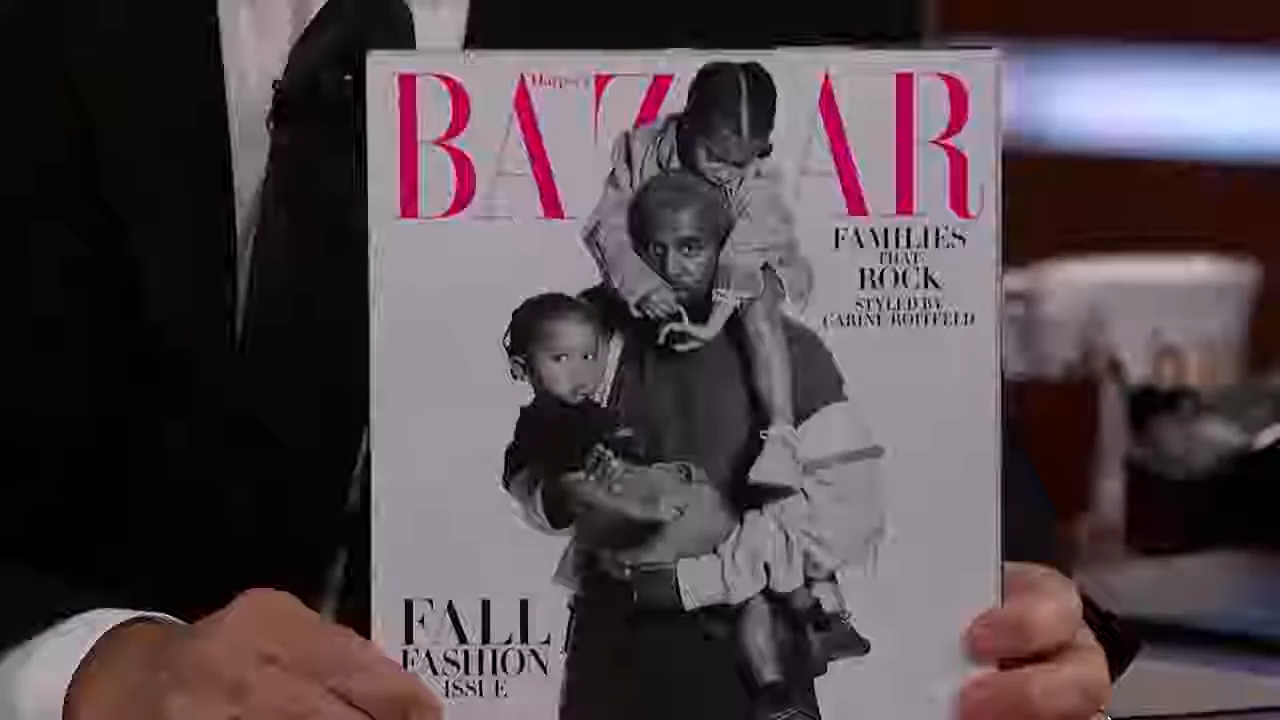 Harper's
BAZAAR
FAMILIES
THAT
ROCK
STYLED BY
CARINE ROITFELD
FALL
FASHION
ISSUE